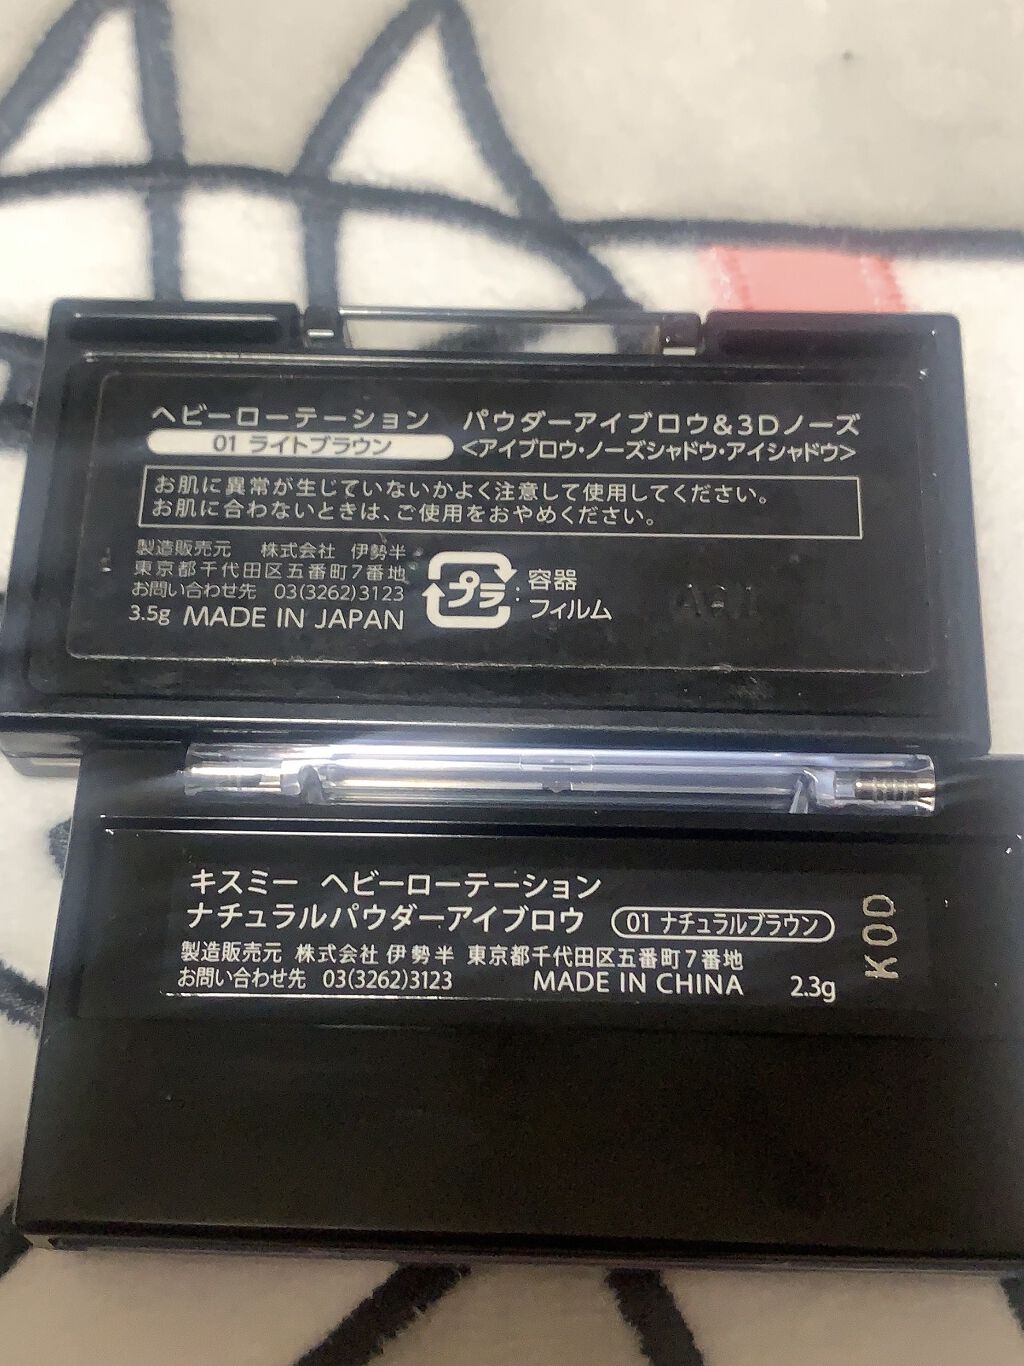 ヘビーローテーション パウダーアイブロウ&3Dノーズ
01 ライトブラウン <アイブロウ・ノーズシャドウ・アイシャドウ>
お肌に異常が生じていないかよく注意して使用してください。
お肌に合わないときは、ご使用をおやめください。
製造販売元 株式会社 伊勢半
東京都千代田区五番町7番地
お問い合わせ先 03(3262)3123
3.5g MADE IN JAPAN
プラ : 容器
フィルム
キスミー ヘビーローテーション
ナチュラルパウダーアイブロウ 01 ナチュラルブラウン
製造販売元 株式会社 伊勢半 東京都千代田区五番町7番地
お問い合わせ先 03(3262)3123 MADE IN CHINA 2.3g
K0D